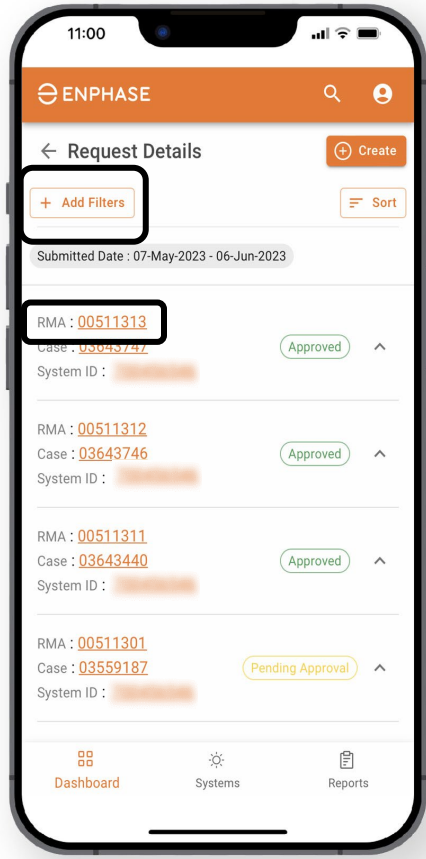 11:00
ENPHASE
Request Details
Create
+ Add Filters
Sort
Submitted Date : 07-May-2023 - 06-Jun-2023
RMA : 00511313
Case : 03643747
Approved
System ID :
RMA : 00511312
Case : 03643746
Approved
System ID :
RMA : 00511311
Case : 03643440
Approved
System ID :
RMA : 00511301
Case : 03559187
Pending Approval
System ID :
Dashboard
Systems
Reports